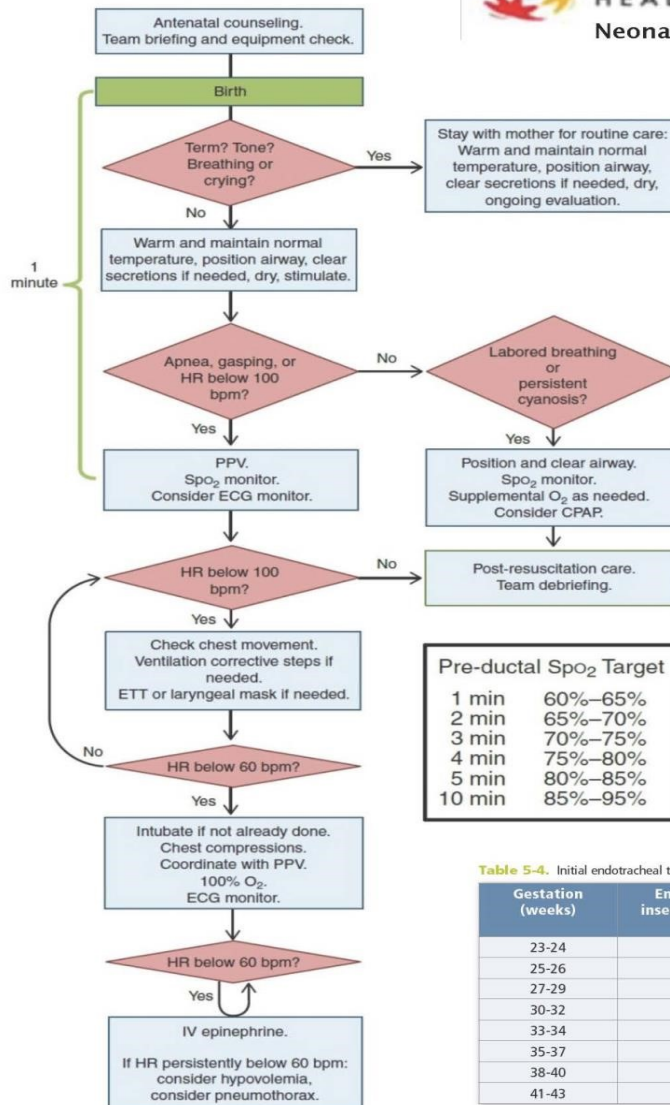 Neona
Antenatal counseling.
Team briefing and equipment check.
Birth
1
minute
Term? Tone?
Breathing or
crying?
Yes
Stay with mother for routine care:
Warm and maintain normal
temperature, position airway,
clear secretions if needed, dry,
ongoing evaluation.
No
Warm and maintain normal
temperature, position airway, clear
secretions if needed, dry, stimulate.
Apnea, gasping, or
HR below 100
bpm?
No
Labored breathing
or
persistent
cyanosis?
Yes
PPV.
Spo₂ monitor.
Consider ECG monitor.
Yes
Position and clear airway.
Spo₂ monitor.
Supplemental O₂ as needed.
Consider CPAP.
HR below 100
bpm?
No
Post-resuscitation care.
Team debriefing.
Yes
Check chest movement.
Ventilation corrective steps if
needed.
ETT or laryngeal mask if needed.
No
HR below 60 bpm?
Yes
Intubate if not already done.
Chest compressions.
Coordinate with PPV.
100% O₂.
ECG monitor.
HR below 60 bpm?
Yes
IV epinephrine.
If HR persistently below 60 bpm:
consider hypovolemia,
consider pneumothorax.
Pre-ductal Spo₂ Target
1 min 60%–65%
2 min 65%–70%
3 min 70%–75%
4 min 75%–80%
5 min 80%–85%
10 min 85%–95%
Table 5-4. Initial endotracheal t
Gestation En
(weeks) inse
23-24
25-26
27-29
30-32
33-34
35-37
38-40
41-43